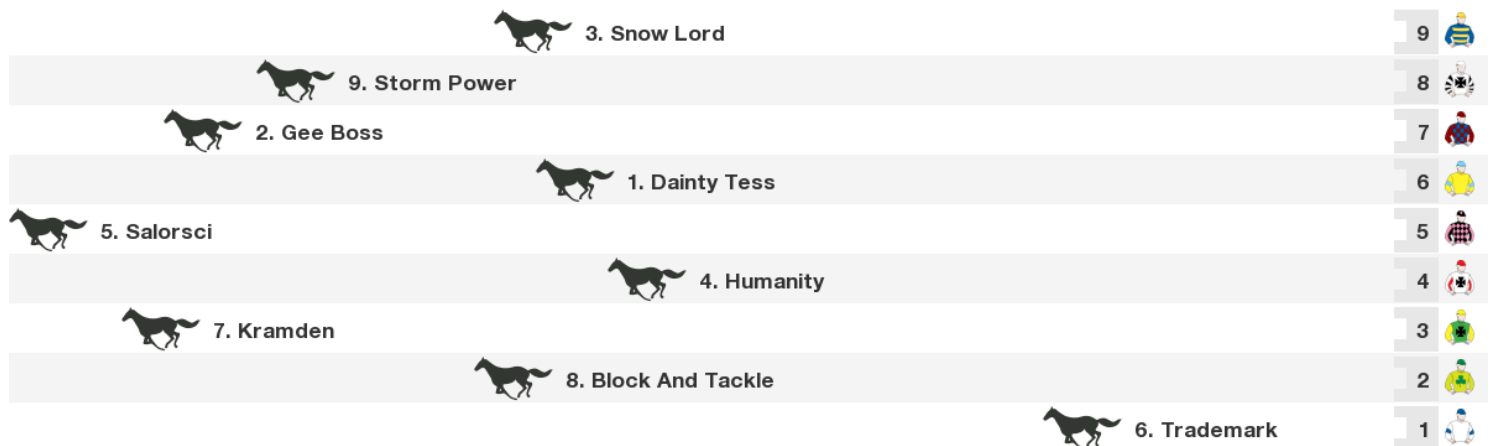 3. Snow Lord 9
9. Storm Power 8
2. Gee Boss 7
1. Dainty Tess 6
5. Salorsci 5
4. Humanity 4
7. Kramden 3
8. Block And Tackle 2
6. Trademark 1